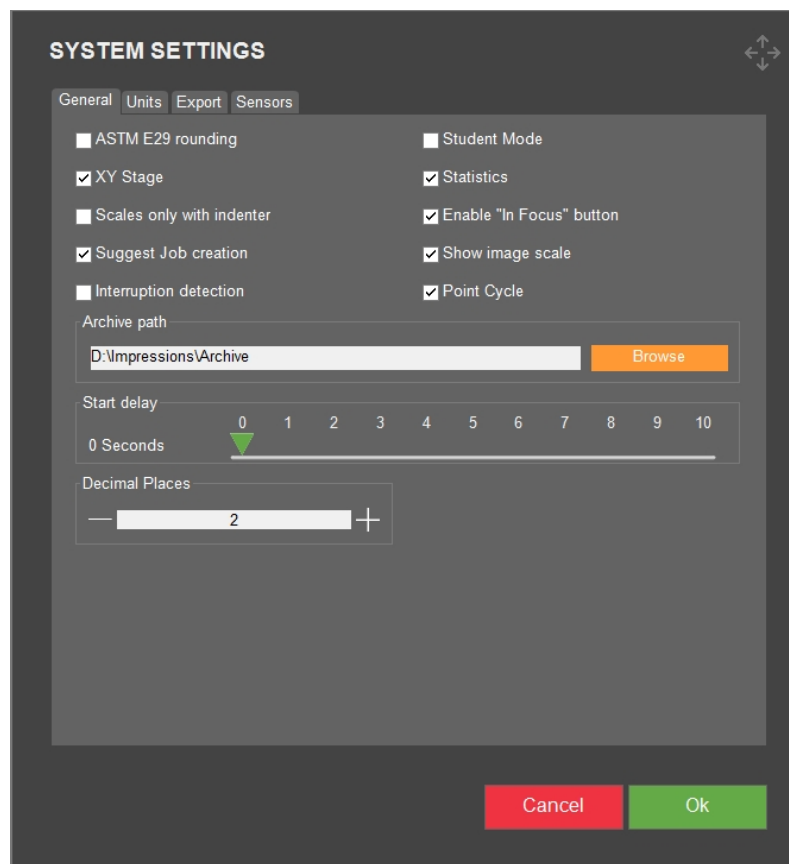 SYSTEM SETTINGS
General Units Export Sensors
ASTM E29 rounding Student Mode
XY Stage Statistics
Scales only with indenter Enable "In Focus" button
Suggest Job creation Show image scale
Interruption detection Point Cycle
Archive path
D:\Impressions\Archive Browse
Start delay
0 1 2 3 4 5 6 7 8 9 10
0 Seconds
Decimal Places
2
Cancel Ok